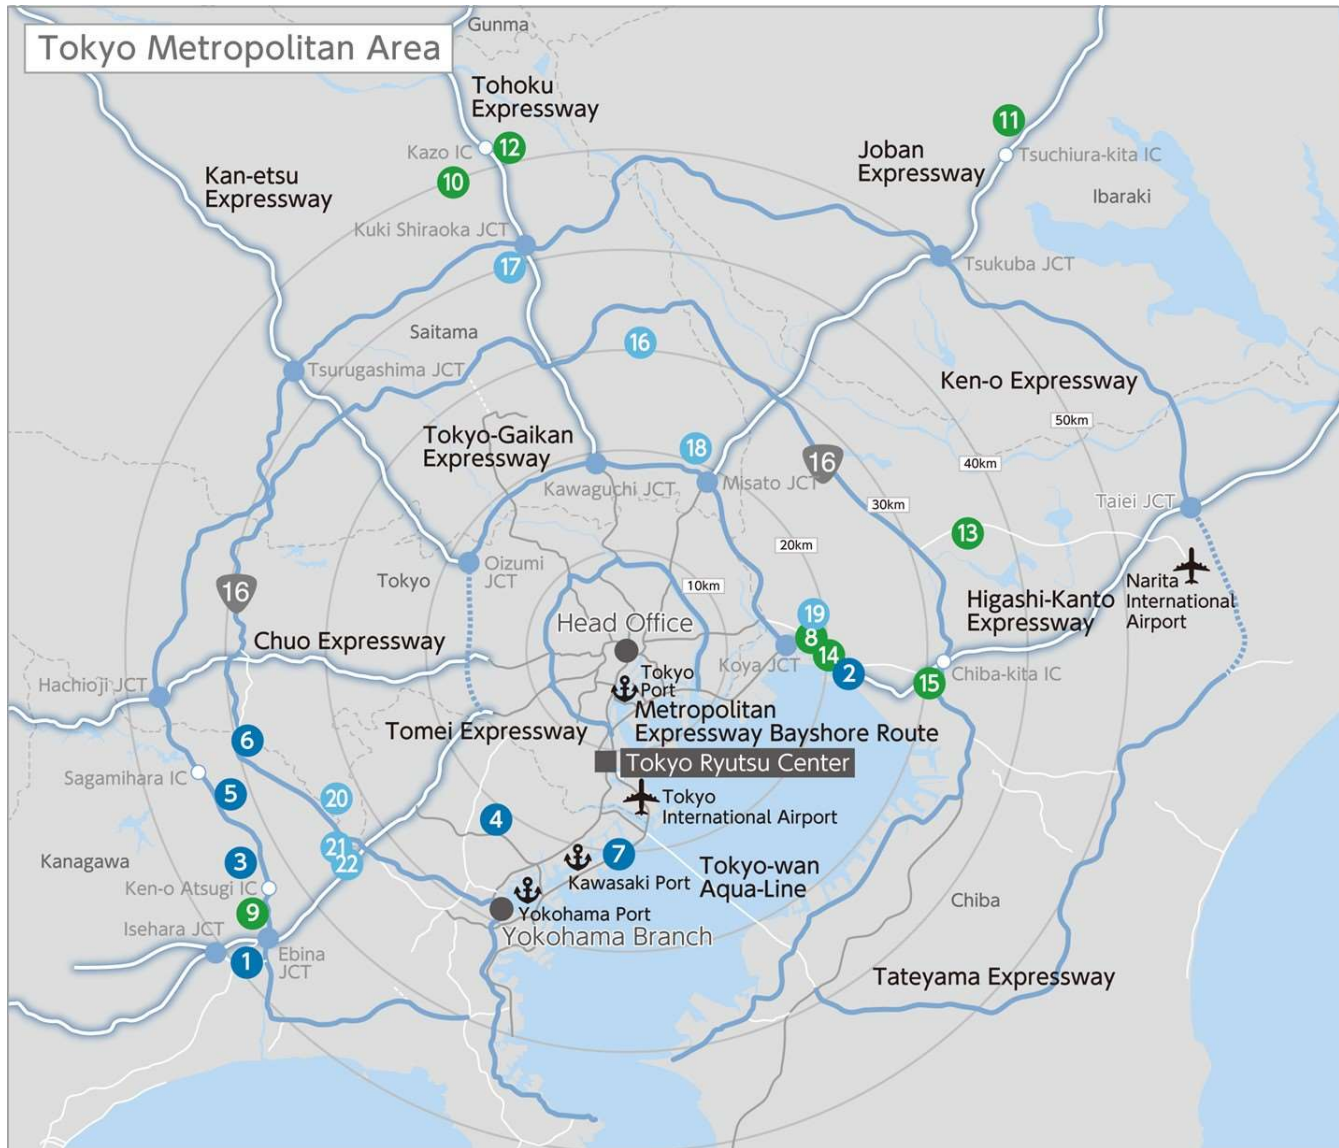 Tokyo Metropolitan Area
Gunma
Tohoku
Expressway
11
12
Kazo IC
Tsuchiura-kita IC
Joban
Expressway
Kan-etsu
Expressway
10
Ibaraki
Kuki Shiraoka JCT
17
Tsukuba JCT
Saitama
16
Tsurugashima JCT
Ken-o Expressway
50km
Tokyo-Gaikan
Expressway
18
16
40km
Kawaguchi JCT
Misato JCT
30km
Taiei JCT
13
20km
Oizumi
JCT
Tokyo
10km
16
Narita
International
Airport
Higashi-Kanto
Expressway
19
Head Office
8
Chuo Expressway
14
Koya JCT
2
Chiba-kita IC
15
Hachioji JCT
Tokyo
Port
Metropolitan
Expressway Bayshore Route
Tomei Expressway
6
Tokyo Ryutsu Center
Sagamihara IC
5
20
Tokyo
International Airport
4
21
22
7
3
Kanagawa
Kawasaki Port
Tokyo-wan
Aqua-Line
Ken-o Atsugi IC
Chiba
9
Yokohama Port
Isehara JCT
Yokohama Branch
1
Ebina
JCT
Tateyama Expressway